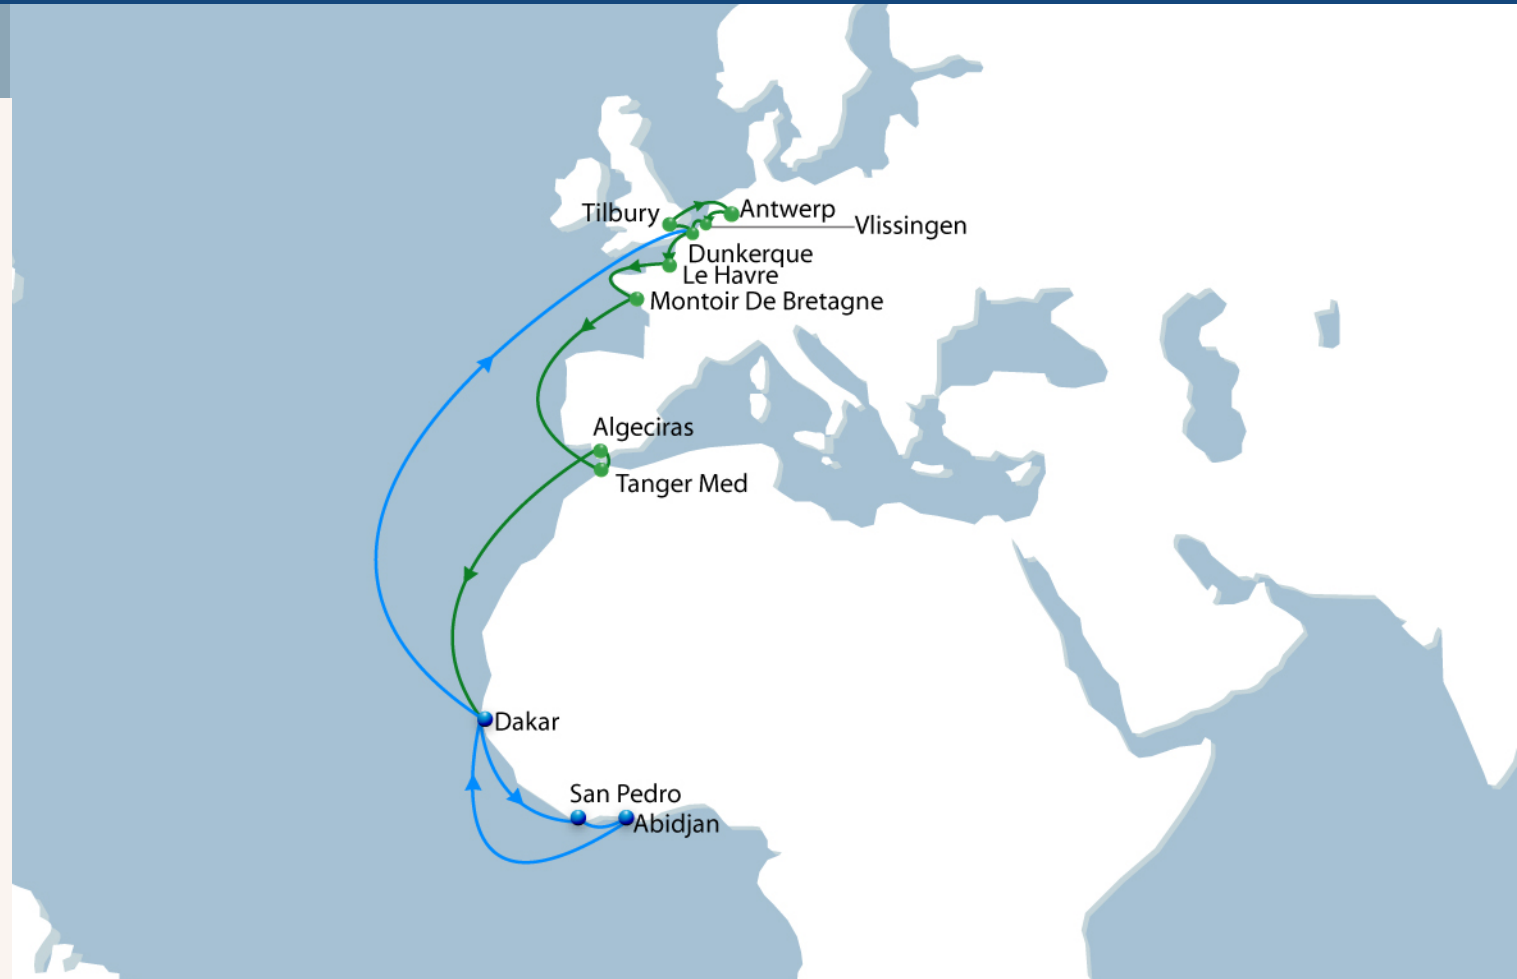 Tilbury
Antwerp
Vlissingen
Dunkerque
Le Havre
Montoir De Bretagne
Algeciras
Tanger Med
Dakar
San Pedro
Abidjan